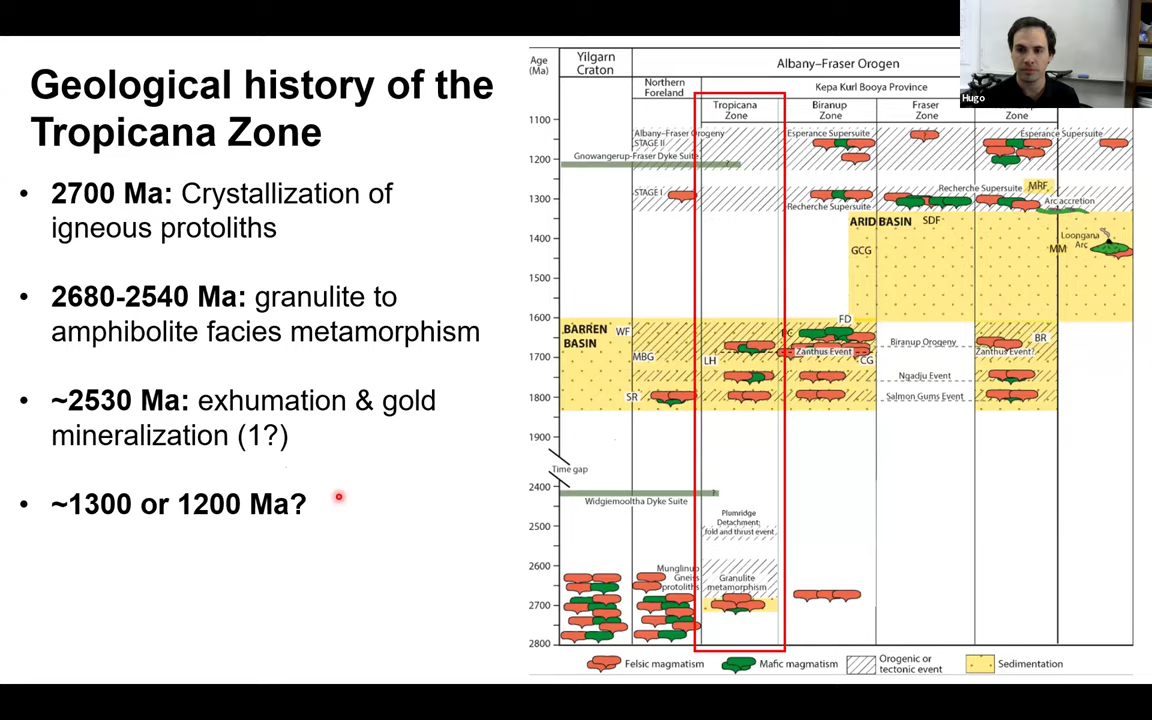 Geological history of the
Tropicana Zone
• 2700 Ma: Crystallization of
igneous protoliths
• 2680-2540 Ma: granulite to
amphibolite facies metamorphism
• ~2530 Ma: exhumation & gold
mineralization (1?)
• ~1300 or 1200 Ma?
Hugo
Age
(Ma)
Yilgarn
Craton
Albany–Fraser Orogen
Northern
Foreland
Kepa Kurl Booya Province
Tropicana
Zone
Biranup
Zone
Fraser
Zone
Zone
1100
Albany–Fraser Orogeny
STAGE II
Esperance Supersuite
?
Esperance Supersuite
1200
Gnowangerup-Fraser Dyke Suite
?
STAGE I
Recherche Supersuite
MRF
1300
Recherche Supersuite
Arc accretion
ARID BASIN
SDF
1400
GCG
MM
Loongana
Arc
1500
1600
BARREN
BASIN
WF
FD
1700
MBG
LH
Zanthus Event
CG
Biranup Orogeny
Zanthus Event?
BR
Ngadju Event
1800
SR
Salmon Gums Event
1900
Time gap
2400
Widgiemooltha Dyke Suite
?
2500
Plumridge
Detachment;
fold and thrust event
2600
Munglinup
Gneiss
protoliths
Granulite
metamorphism
2700
2800
Felsic magmatism
Mafic magmatism
Orogenic or
tectonic event
Sedimentation